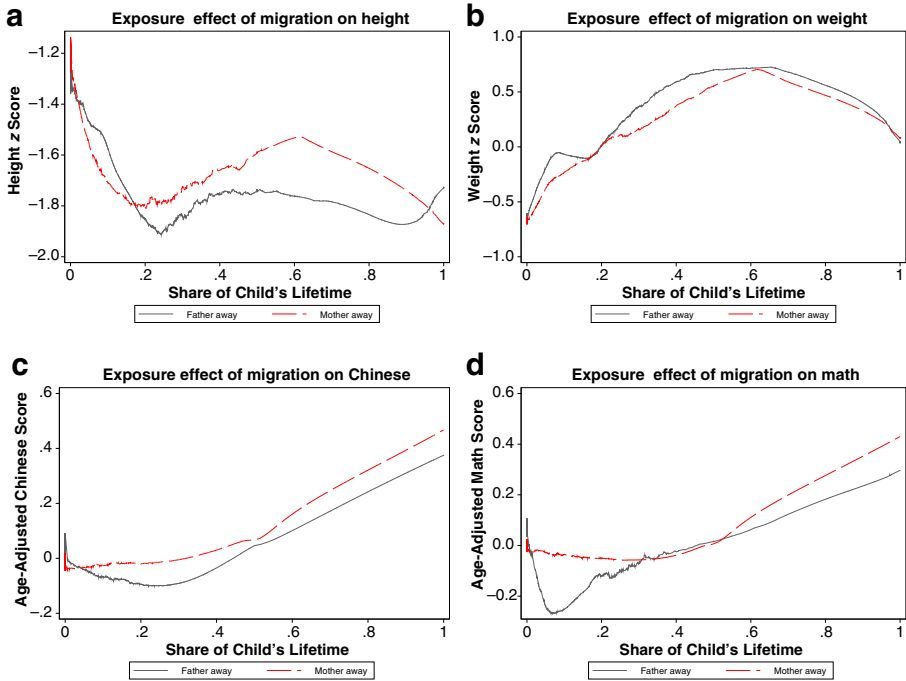 a
Exposure effect of migration on height
Height z Score
−1.2
−1.4
−1.6
−1.8
−2.0
0 .2 .4 .6 .8 1
Share of Child's Lifetime
Father away Mother away
b
Exposure effect of migration on weight
Weight z Score
1.0
0.5
0.0
−0.5
−1.0
0 .2 .4 .6 .8 1
Share of Child's Lifetime
Father away Mother away
c
Exposure effect of migration on Chinese
Age-Adjusted Chinese Score
.6
.4
.2
0
−.2
0 .2 .4 .6 .8 1
Share of Child's Lifetime
Father away Mother away
d
Exposure effect of migration on math
Age-Adjusted Math Score
0.6
0.4
0.2
0.0
−0.2
0 .2 .4 .6 .8 1
Share of Child's Lifetime
Father away Mother away